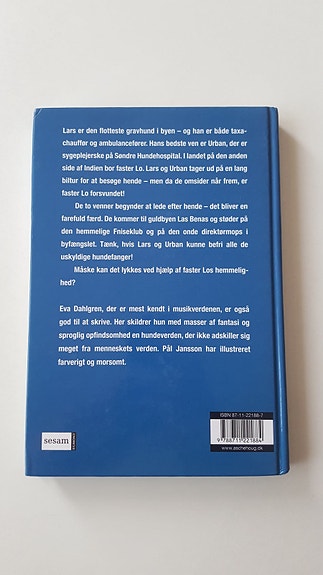 Lars er den flotteste gravhund i byen – og han er både taxa-
chauffør og ambulancefører. Hans bedste ven er Urban, der er
sygeplejerske på Søndre Hundehospital. I landet på den anden
side af Indien bor faster Lo. Lars og Urban tager ud på en lang
biltur for at besøge hende – men da de omsider når frem, er
faster Lo forsvundet!
De to venner begynder at lede efter hende – det bliver en
farefuld færd. De kommer til guldbyen Las Benas og støder på
den hemmelige Fniseklub og på den onde direktørmops i
byfængslet. Tænk, hvis Lars og Urban kunne befri alle de
uskyldige hundefanger!
Måske kan det lykkes ved hjælp af faster Los hemmelig-
hed?
Eva Dahlgren, der er mest kendt i musikverdenen, er også
god til at skrive. Her skildrer hun med masser af fantasi og
sproglig opfindsomhed en hundeverden, der ikke adskiller sig
meget fra menneskets verden. Pål Jansson har illustreret
farverigt og morsomt.
sesam
ISBN 87-11-22188-7
9 788711 221884
www.aschehoug.dk